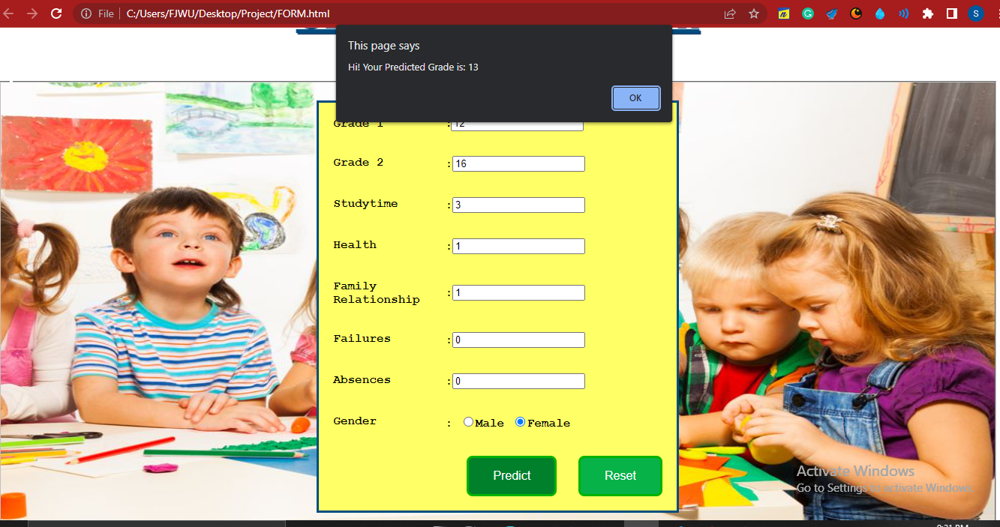 File C:/Users/FJWU/Desktop/Project/FORM.html
S
This page says
Hi! Your Predicted Grade is: 13
OK
Grade 1 : 12
Grade 2 : 16
Studytime : 3
Health : 1
Family
Relationship : 1
Failures : 0
Absences : 0
Gender : Male Female
Predict Reset
Activate Windows
Go to Settings to activate Windows.